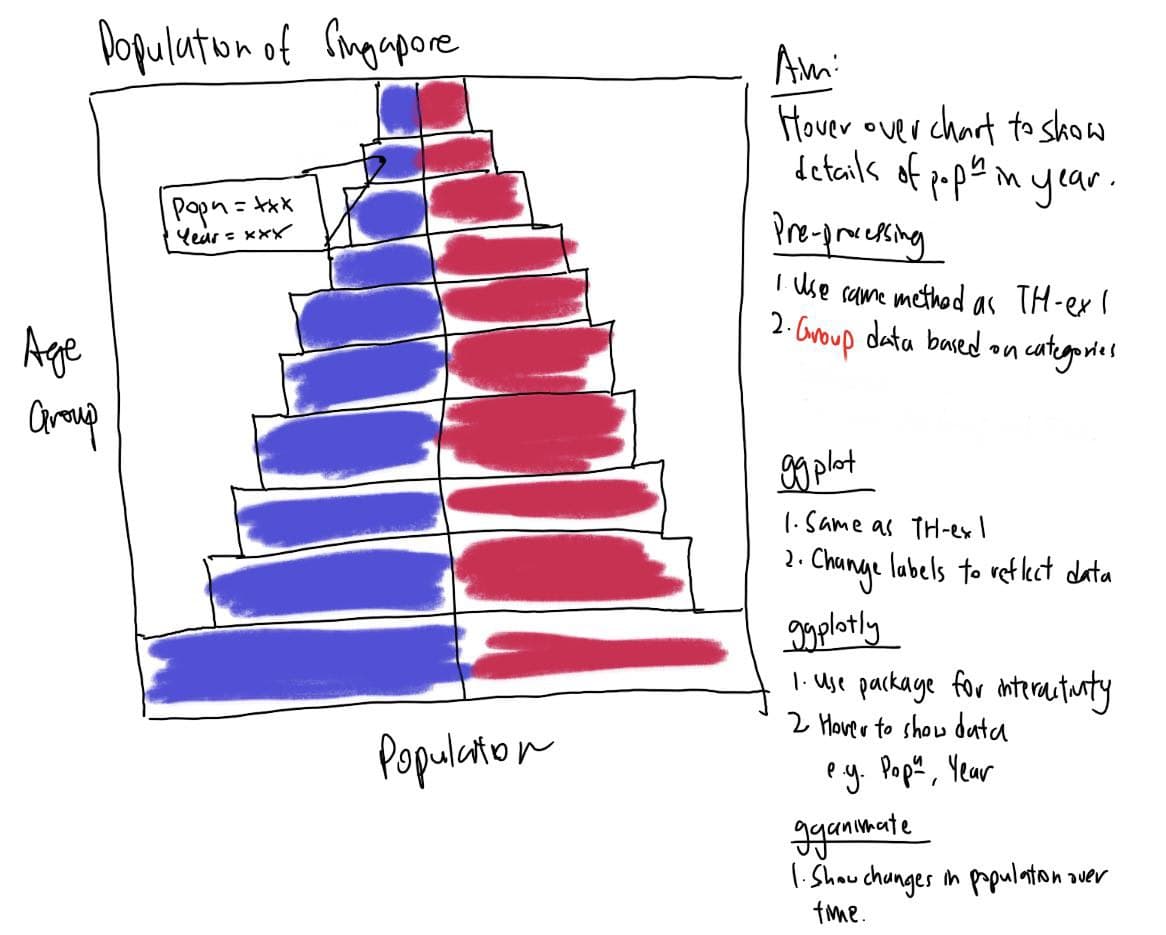 Population of Singapore
Popn = xxx
Year = xxx
Age
Group
Population
Aim:
Hover over chart to show
details of popⁿ in year.
Pre-processing
1. Use same method as TH-ex 1
2. Group data based on categories
ggplot
1. Same as TH-ex 1
2. Change labels to reflect data
ggplotly
1. use package for interactivity
2 Hover to show data
e.g. Popⁿ, Year
gganimate
1. Show changes in population over
time.